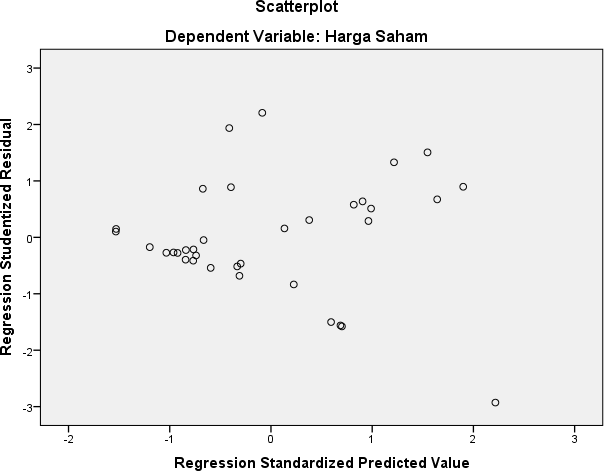 Scatterplot
Dependent Variable: Harga Saham
Regression Studentized Residual
3
2
1
0
-1
-2
-3
-2 -1 0 1 2 3
Regression Standardized Predicted Value